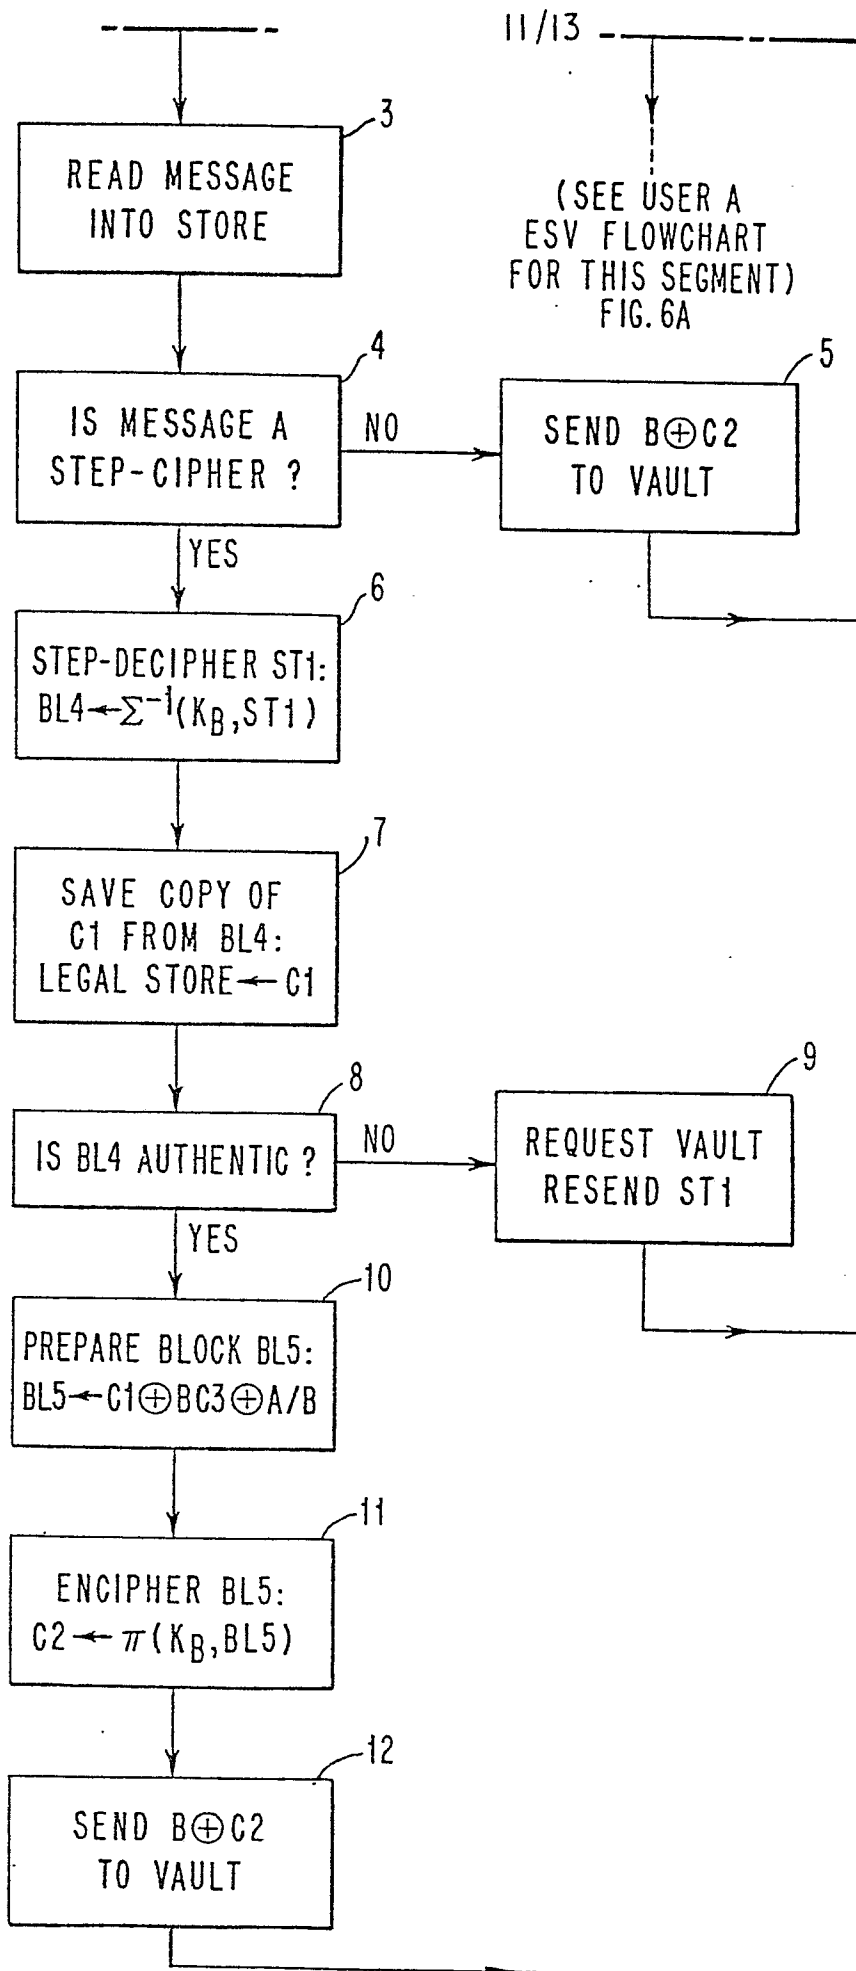 11/13
3
READ MESSAGE
INTO STORE
(SEE USER A
ESV FLOWCHART
FOR THIS SEGMENT)
FIG. 6A
4
IS MESSAGE A
STEP-CIPHER ?
NO
YES
5
SEND B⊕C2
TO VAULT
6
STEP-DECIPHER ST1:
BL4←Σ⁻¹(K_B,ST1)
7
SAVE COPY OF
C1 FROM BL4:
LEGAL STORE←C1
8
IS BL4 AUTHENTIC ?
NO
YES
9
REQUEST VAULT
RESEND ST1
10
PREPARE BLOCK BL5:
BL5←C1⊕BC3⊕A/B
11
ENCIPHER BL5:
C2←π(K_B,BL5)
12
SEND B⊕C2
TO VAULT